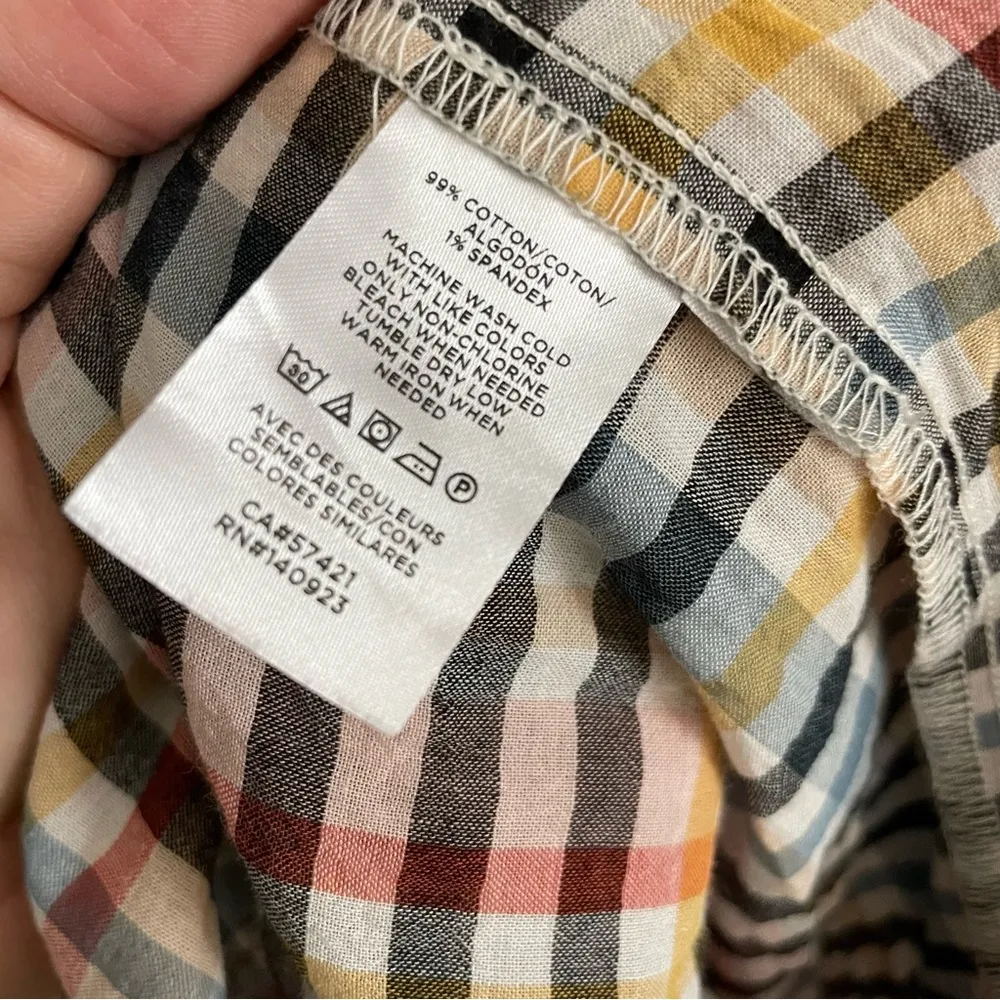 99% COTTON/COTON/
ALGODÓN
1% SPANDEX
MACHINE WASH COLD
WITH LIKE COLORS
ONLY NON-CHLORINE
BLEACH WHEN NEEDED
TUMBLE DRY LOW
WARM IRON WHEN
NEEDED
30 P
AVEC DES COULEURS
SEMBLABLES/CON
COLORES SIMILARES
CA#57421
RN#140923